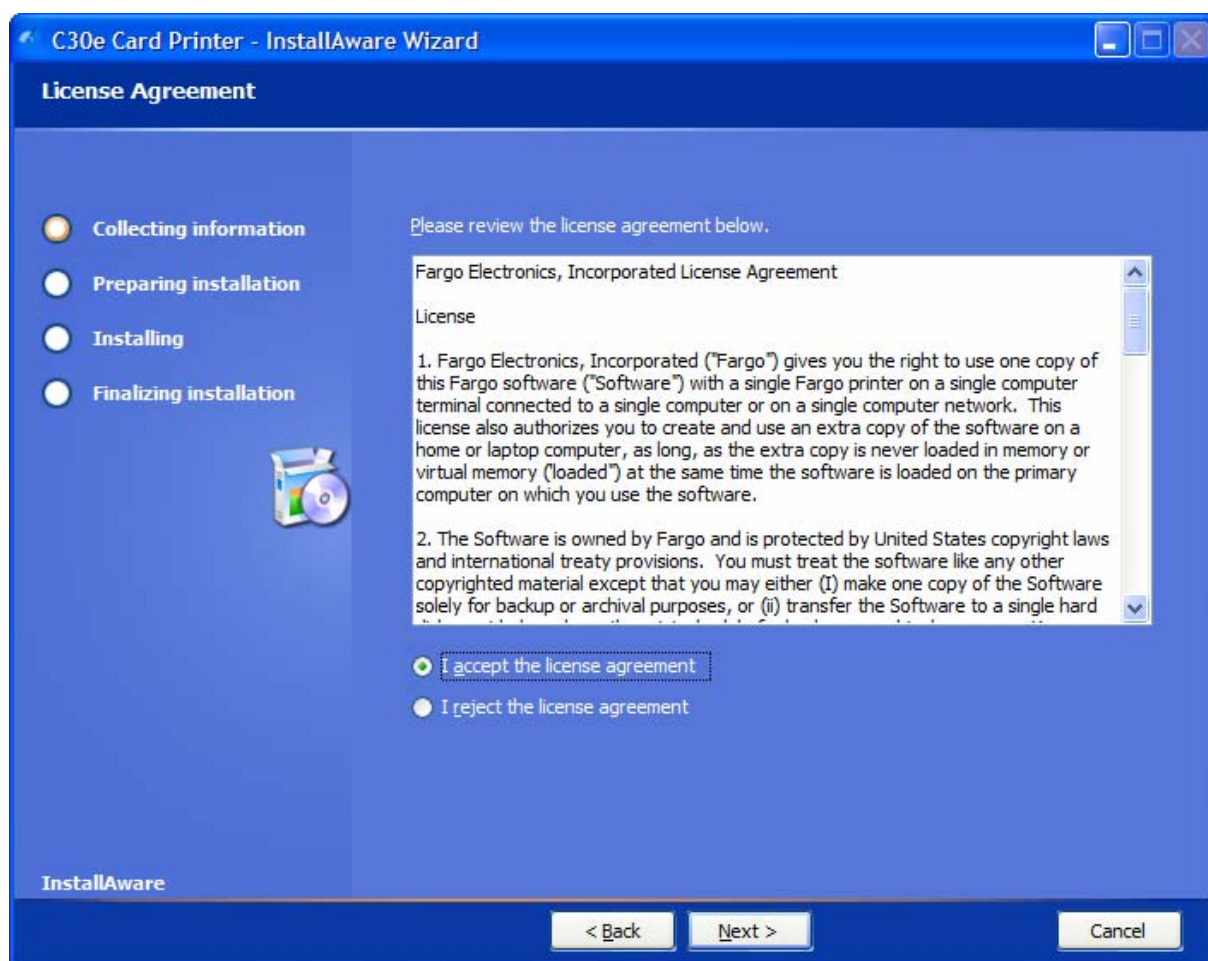 C30e Card Printer - InstallAware Wizard
License Agreement
Collecting information
Preparing installation
Installing
Finalizing installation
Please review the license agreement below.
Fargo Electronics, Incorporated License Agreement
License
1. Fargo Electronics, Incorporated ("Fargo") gives you the right to use one copy of
this Fargo software ("Software") with a single Fargo printer on a single computer
terminal connected to a single computer or on a single computer network.  This
license also authorizes you to create and use an extra copy of the software on a
home or laptop computer, as long, as the extra copy is never loaded in memory or
virtual memory ('loaded") at the same time the software is loaded on the primary
computer on which you use the software.
2. The Software is owned by Fargo and is protected by United States copyright laws
and international treaty provisions.  You must treat the software like any other
copyrighted material except that you may either (I) make one copy of the Software
solely for backup or archival purposes, or (ii) transfer the Software to a single hard
I accept the license agreement
I reject the license agreement
InstallAware
< Back
Next >
Cancel